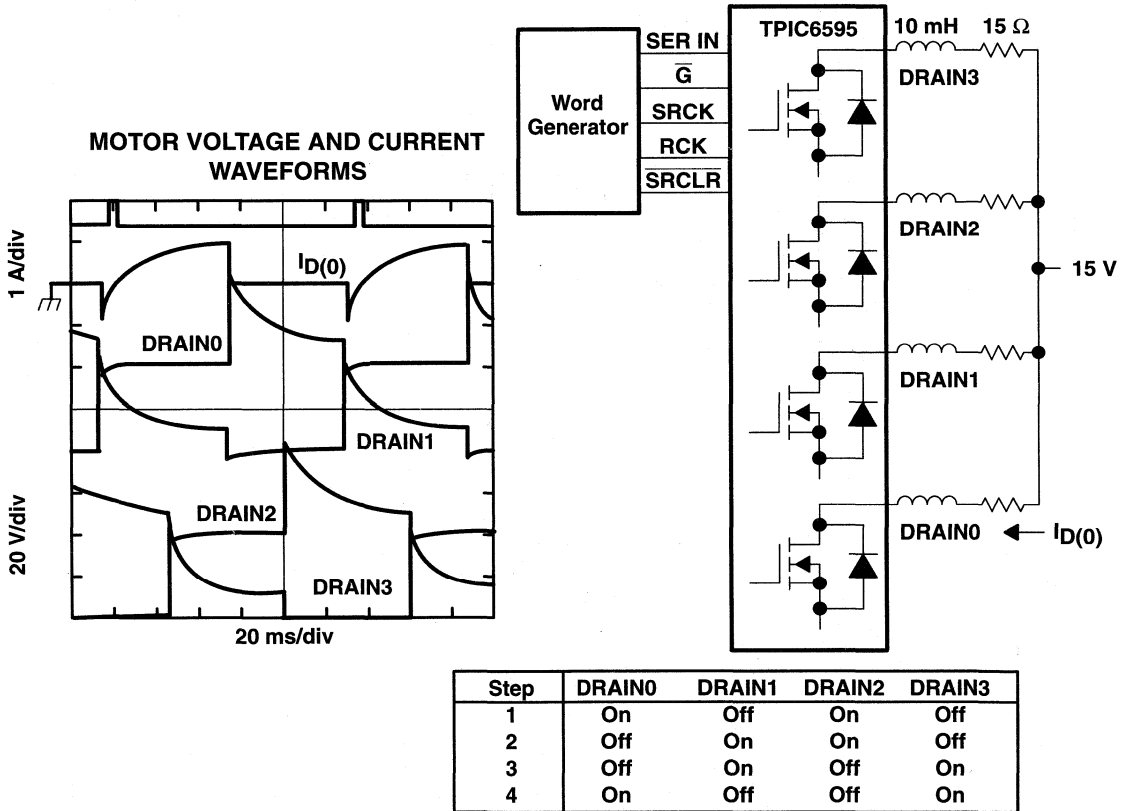 MOTOR VOLTAGE AND CURRENT
WAVEFORMS
1 A/div
20 V/div
ID(0)
DRAIN0
DRAIN1
DRAIN2
DRAIN3
20 ms/div
Word
Generator
SER IN
G
SRCK
RCK
SRCLR
TPIC6595
10 mH 15 Ω
DRAIN3
DRAIN2
15 V
DRAIN1
DRAIN0
ID(0)
Step DRAIN0 DRAIN1 DRAIN2 DRAIN3
1 On Off On Off
2 Off On On Off
3 Off On Off On
4 On Off Off On